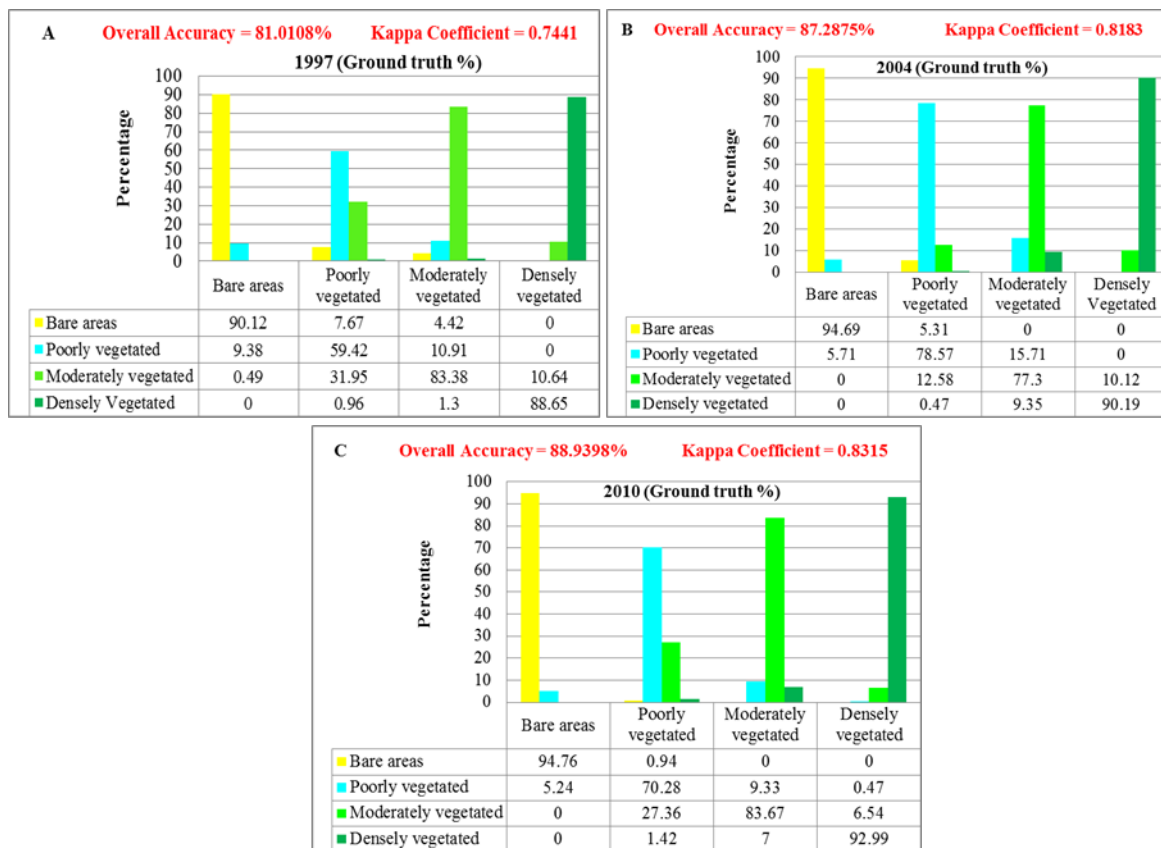 A Overall Accuracy = 81.0108% Kappa Coefficient = 0.7441
1997 (Ground truth %)
Percentage
100
90
80
70
60
50
40
30
20
10
0
Bare areas Poorly vegetated Moderately vegetated Densely vegetated
Bare areas 90.12 7.67 4.42 0
Poorly vegetated 9.38 59.42 10.91 0
Moderately vegetated 0.49 31.95 83.38 10.64
Densely Vegetated 0 0.96 1.3 88.65
B Overall Accuracy = 87.2875% Kappa Coefficient = 0.8183
2004 (Ground truth %)
Percentage
100
90
80
70
60
50
40
30
20
10
0
Bare areas Poorly vegetated Moderately vegetated Densely Vegetated
Bare areas 94.69 5.31 0 0
Poorly vegetated 5.71 78.57 15.71 0
Moderately vegetated 0 12.58 77.3 10.12
Densely vegetated 0 0.47 9.35 90.19
C Overall Accuracy = 88.9398% Kappa Coefficient = 0.8315
2010 (Ground truth %)
Percentage
100
90
80
70
60
50
40
30
20
10
0
Bare areas Poorly vegetated Moderately vegetated Densely vegetated
Bare areas 94.76 0.94 0 0
Poorly vegetated 5.24 70.28 9.33 0.47
Moderately vegetated 0 27.36 83.67 6.54
Densely vegetated 0 1.42 7 92.99